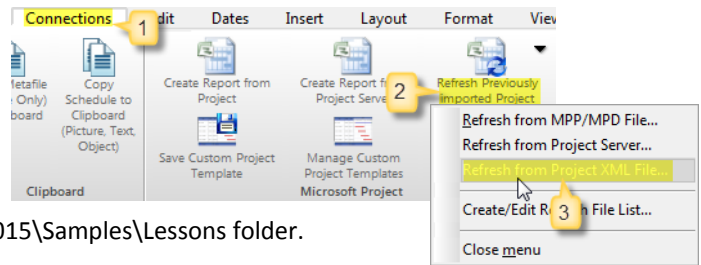 Connections 1 dit Dates Insert Layout Format View
Metafile
Only)
board
Copy
Schedule to
Clipboard
(Picture, Text,
Object)
Create Report from
Project
Create Report
Project Serve
2
Refresh Previously
imported Project
Save Custom Project
Template
Manage Custom
Project Templates
Clipboard
Microsoft Project
Refresh from MPP/MPD File...
Refresh from Project Server...
Refresh from Project XML File...
Create/Edit R File List...
3
Close menu
015\Samples\Lessons folder.